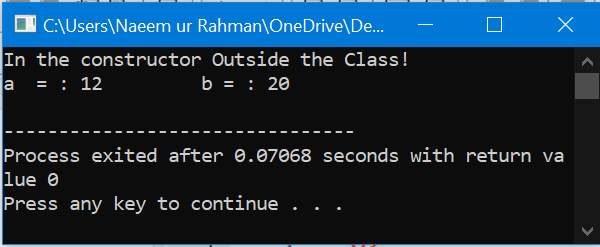 C:\Users\Naeem ur Rahman\OneDrive\De...
In the constructor Outside the Class!
a  = : 12         b = : 20
--------------------------------
Process exited after 0.07068 seconds with return va
lue 0
Press any key to continue . . .